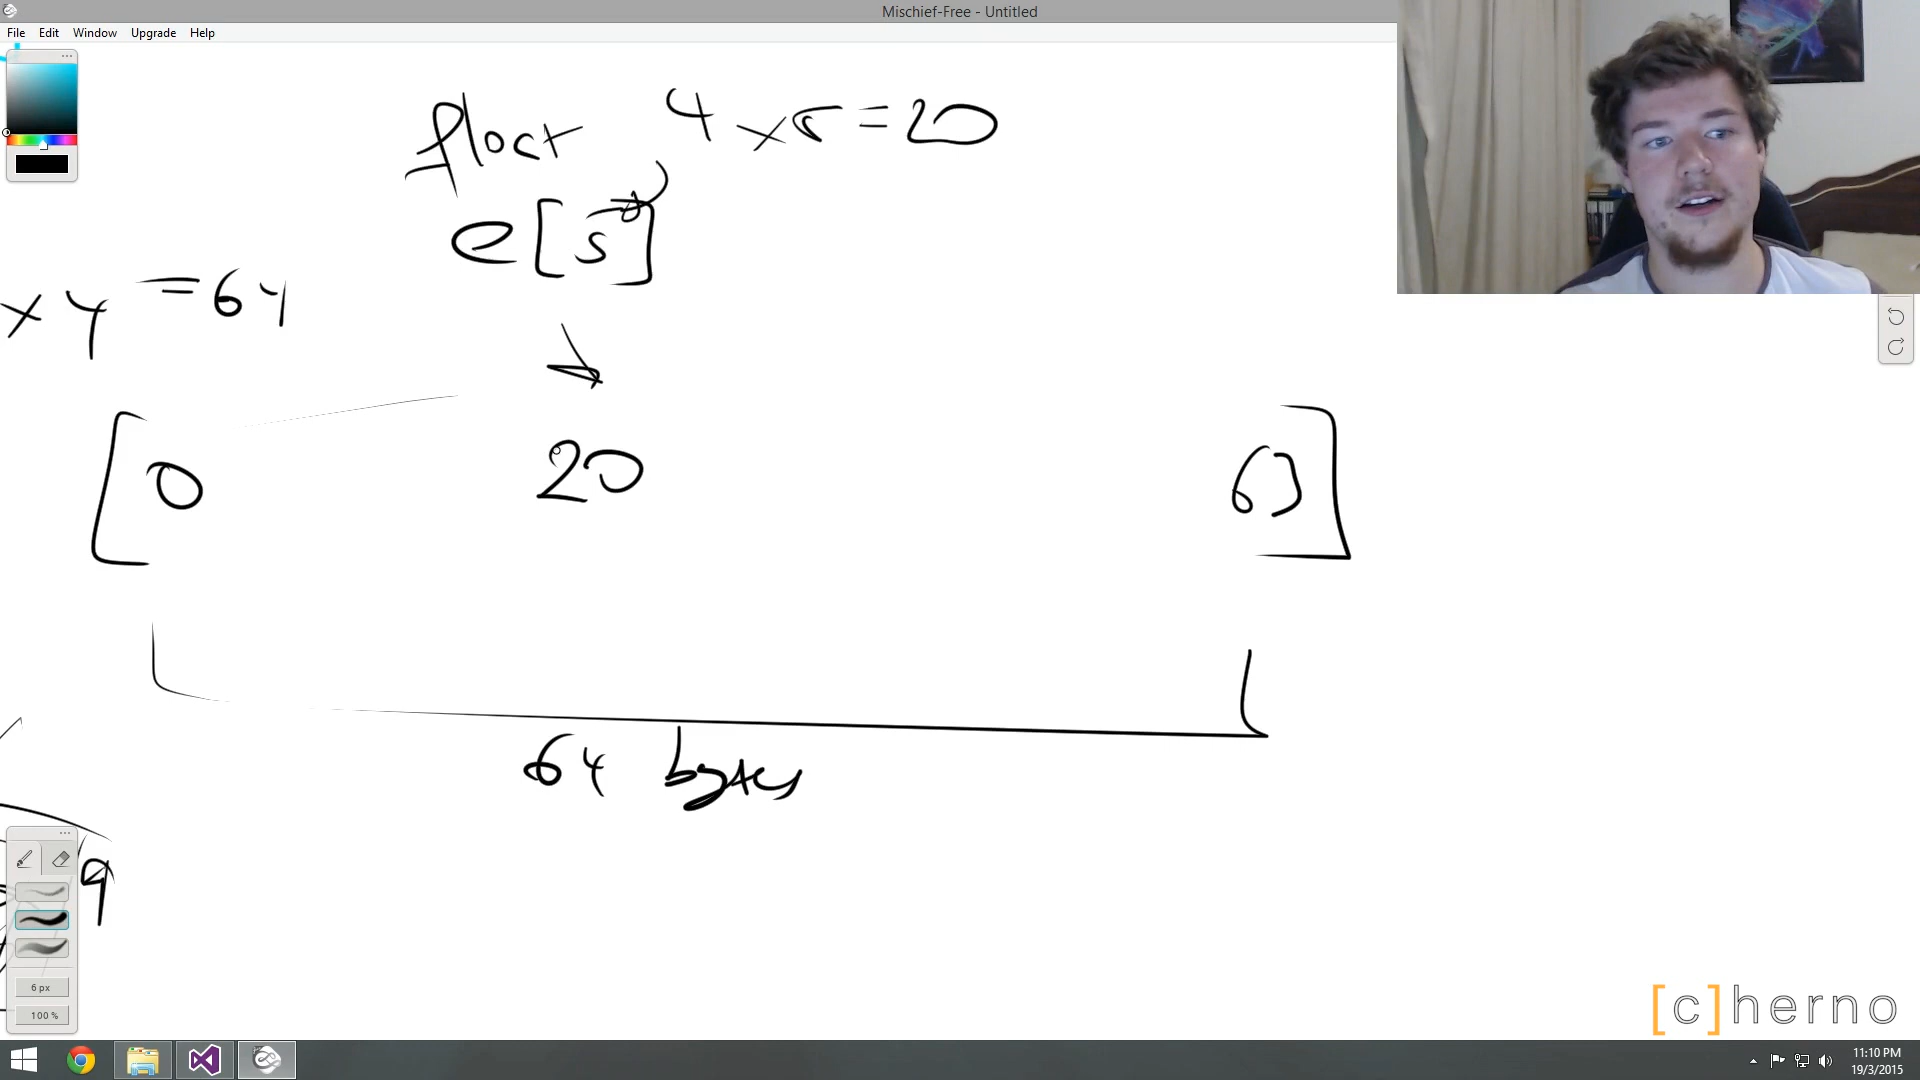 Mischief-Free - Untitled
File Edit Window Upgrade Help
float 4 x 5 = 20
e[5]
x 4 = 64
[0 20 63]
64 bytes
9
6 px
100 %
[c]herno
11:10 PM
19/3/2015